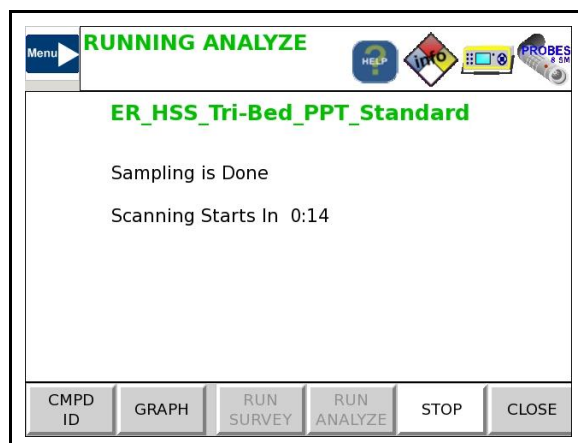 Menu
RUNNING ANALYZE
HELP
info
PROBES
& SM
ER_HSS_Tri-Bed_PPT_Standard
Sampling is Done
Scanning Starts In 0:14
CMPD
ID
GRAPH
RUN
SURVEY
RUN
ANALYZE
STOP
CLOSE